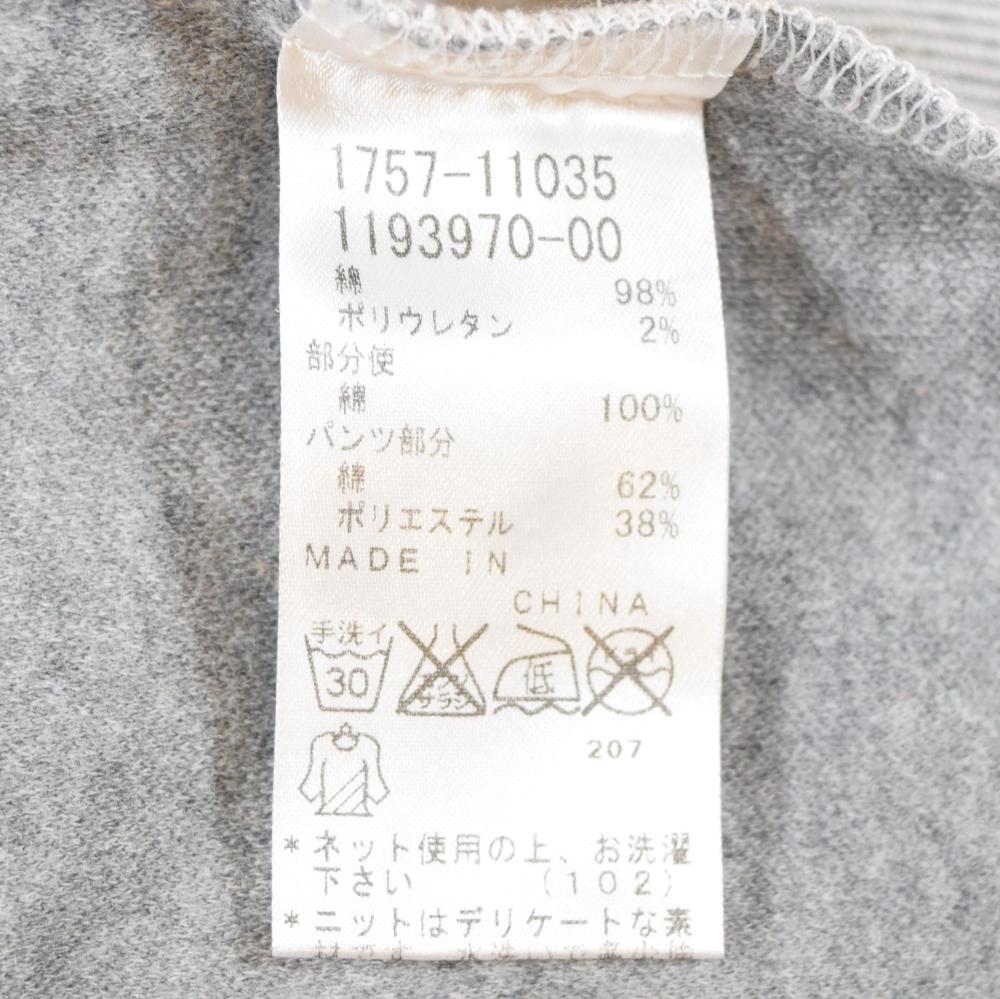 1757-11035
1193970-00
綿 98%
ポリウレタン 2%
部分使
綿 100%
パンツ部分
綿 62%
ポリエステル 38%
MADE IN
CHINA
手洗イ
30
サラシ
低
207
*ネット使用の上、お洗濯
下さい (102)
*ニットはデリケートな素